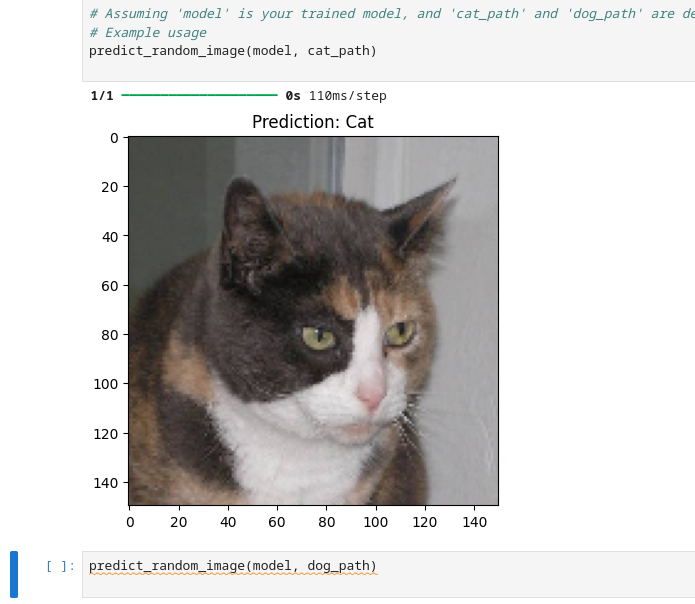 # Assuming 'model' is your trained model, and 'cat_path' and 'dog_path' are
# Example usage
predict_random_image(model, cat_path)
1/1 0s 110ms/step
Prediction: Cat
0
20
40
60
80
100
120
140
0 20 40 60 80 100 120 140
[ ]: predict_random_image(model, dog_path)